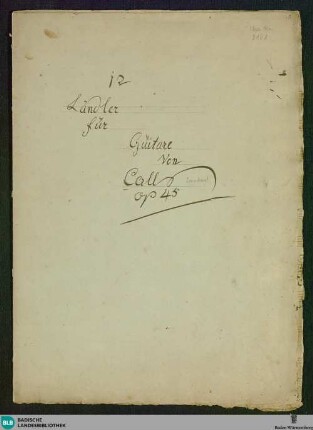 12
Ländler
für
Guitare
Von
Call
op 45
BLB BADISCHE
LANDESBIBLIOTHEK
Baden-Württemberg